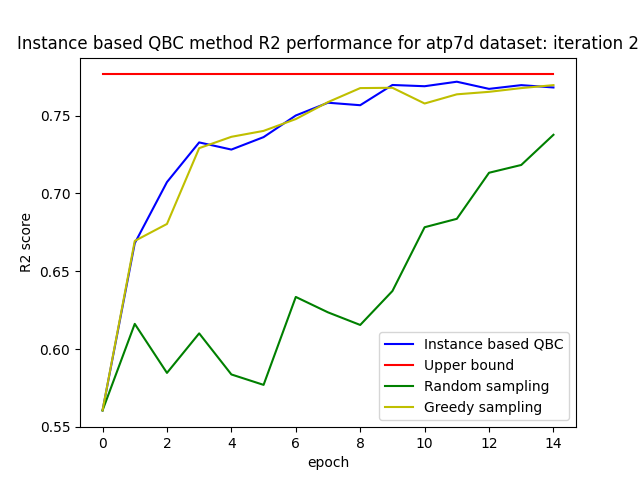 Instance based QBC method R2 performance for atp7d dataset: iteration 2
0.75
0.70
0.65
0.60
0.55
R2 score
0 2 4 6 8 10 12 14
epoch
Instance based QBC
Upper bound
Random sampling
Greedy sampling